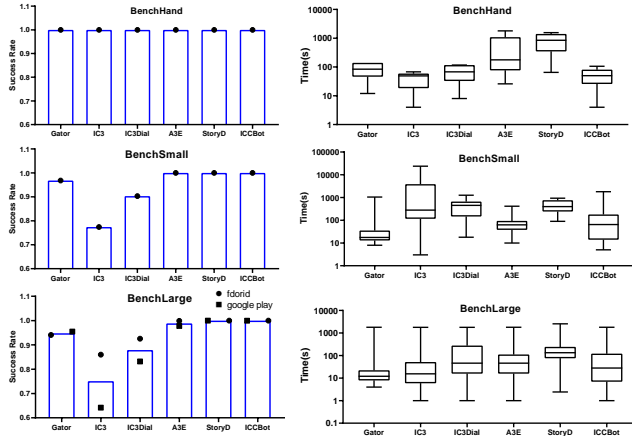 BenchHand
Success Rate
1.1
1.0
0.9
0.8
0.7
0.6
Gator IC3 IC3Dial A3E StoryD ICCBot
BenchHand
Time(s)
10000
1000
100
10
1
Gator IC3 IC3Dial A3E StoryD ICCBot
BenchSmall
Success Rate
1.1
1.0
0.9
0.8
0.7
0.6
Gator IC3 IC3Dial A3E StoryD ICCBot
BenchSmall
Time(s)
100000
10000
1000
100
10
1
Gator IC3 IC3Dial A3E StoryD ICCBot
BenchLarge
fdorid
google play
Success Rate
1.1
1.0
0.9
0.8
0.7
0.6
Gator IC3 IC3Dial A3E StoryD ICCBot
BenchLarge
Time(s)
10000
1000
100
10
1
Gator IC3 IC3Dial A3E StoryD ICCBot